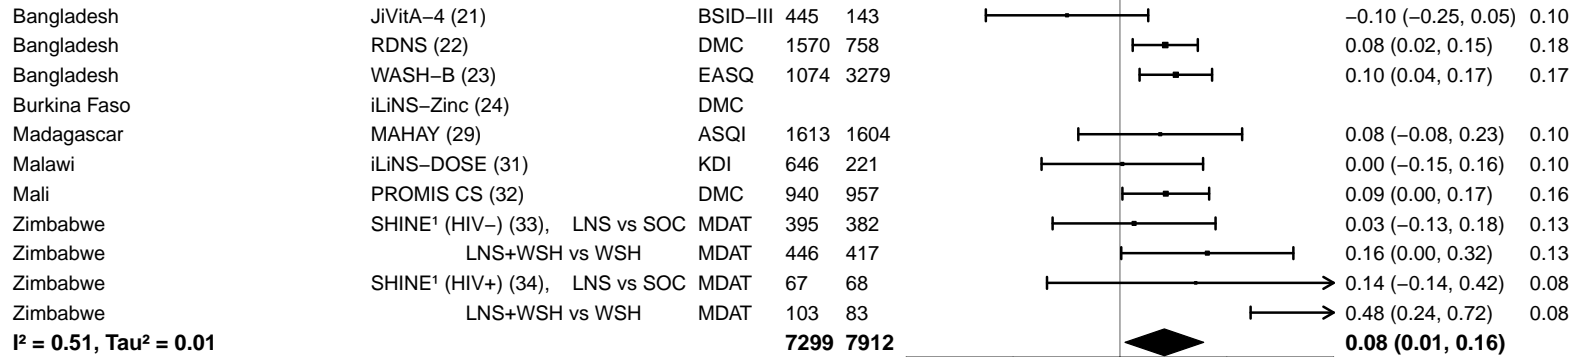 Bangladesh JiVitA−4 (21) BSID−III 445 143 −0.10 (−0.25, 0.05) 0.10
Bangladesh RDNS (22) DMC 1570 758 0.08 (0.02, 0.15) 0.18
Bangladesh WASH−B (23) EASQ 1074 3279 0.10 (0.04, 0.17) 0.17
Burkina Faso iLiNS−Zinc (24) DMC
Madagascar MAHAY (29) ASQI 1613 1604 0.08 (−0.08, 0.23) 0.10
Malawi iLiNS−DOSE (31) KDI 646 221 0.00 (−0.15, 0.16) 0.10
Mali PROMIS CS (32) DMC 940 957 0.09 (0.00, 0.17) 0.16
Zimbabwe SHINE¹ (HIV−) (33), LNS vs SOC MDAT 395 382 0.03 (−0.13, 0.18) 0.13
Zimbabwe LNS+WSH vs WSH MDAT 446 417 0.16 (0.00, 0.32) 0.13
Zimbabwe SHINE¹ (HIV+) (34), LNS vs SOC MDAT 67 68 0.14 (−0.14, 0.42) 0.08
Zimbabwe LNS+WSH vs WSH MDAT 103 83 0.48 (0.24, 0.72) 0.08
I² = 0.51, Tau² = 0.01 7299 7912 0.08 (0.01, 0.16)